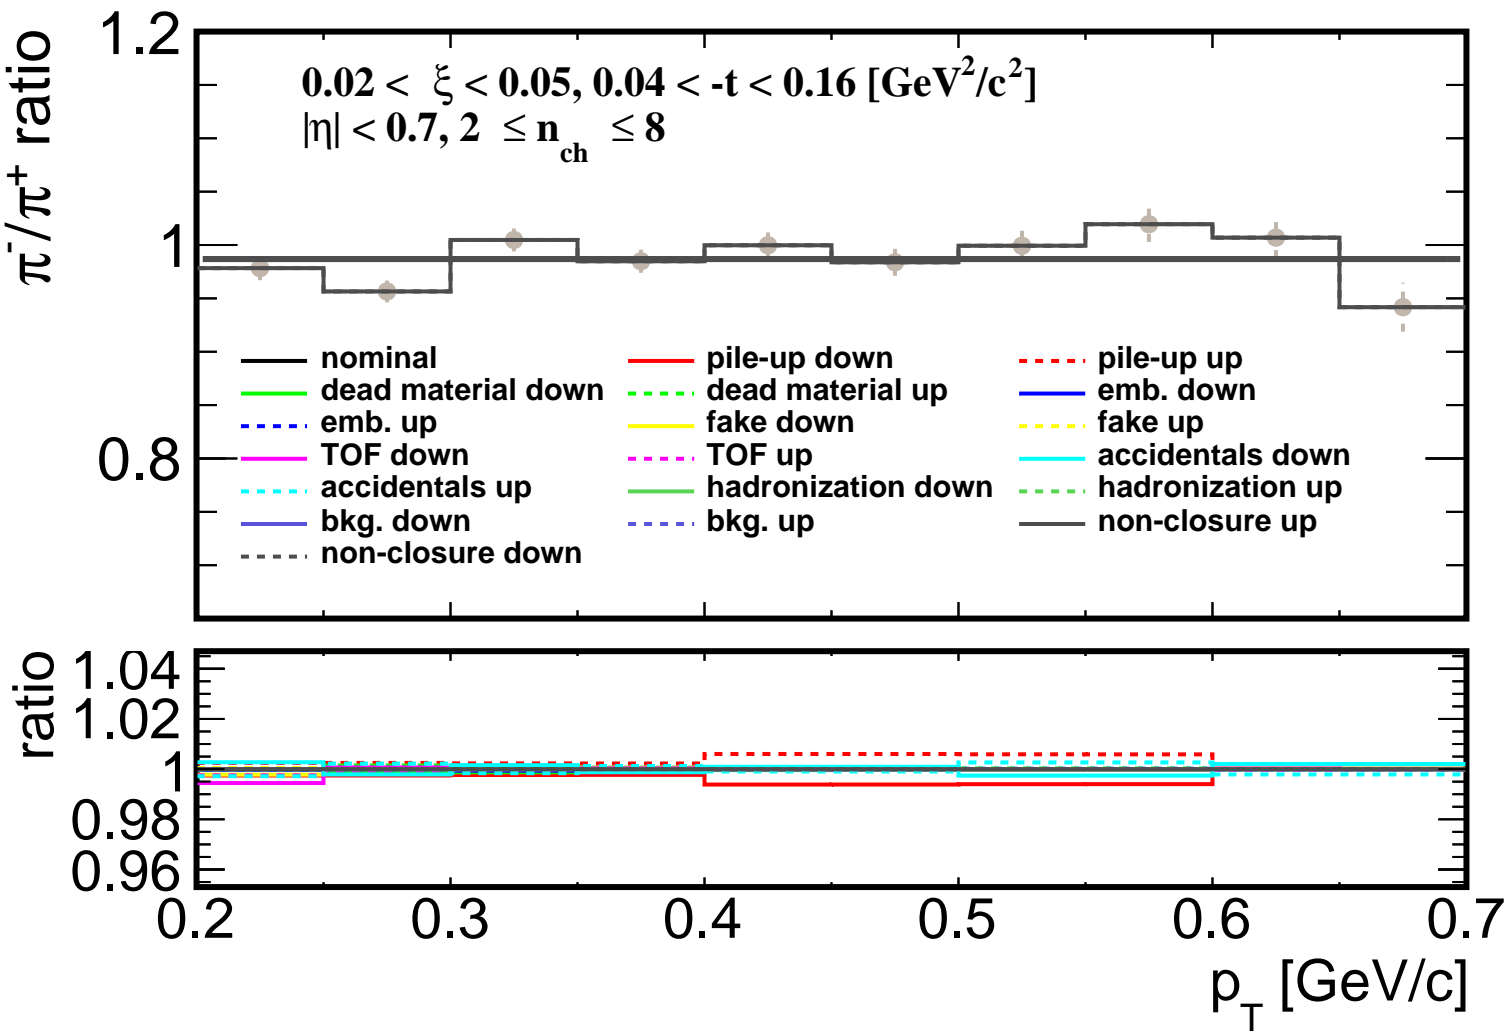 π⁻/π⁺ ratio
1.2
1
0.8
0.02 < ξ < 0.05, 0.04 < -t < 0.16 [GeV²/c²]
|η| < 0.7, 2 ≤ n_ch ≤ 8
nominal pile-up down pile-up up
dead material down dead material up emb. down
emb. up fake down fake up
TOF down TOF up accidentals down
accidentals up hadronization down hadronization up
bkg. down bkg. up non-closure up
non-closure down
ratio
1.04
1.02
1
0.98
0.96
0.2 0.3 0.4 0.5 0.6 0.7
p_T [GeV/c]